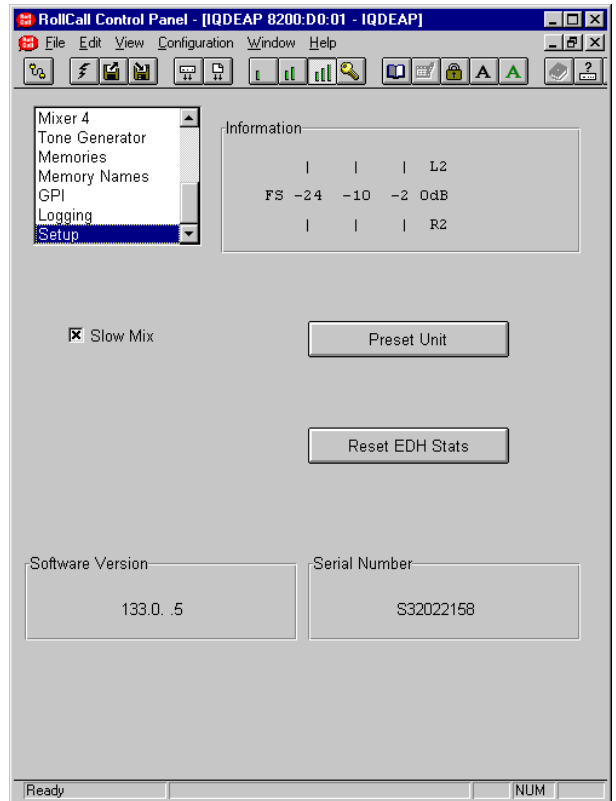 RollCall Control Panel - [IQDEAP 8200:D0:01 - IQDEAP]
File Edit View Configuration Window Help
A A
Mixer 4
Tone Generator
Memories
Memory Names
GPI
Logging
Setup
Information
| | | L2
FS -24 -10 -2 0dB
| | | R2
Slow Mix
Preset Unit
Reset EDH Stats
Software Version
133.0. .5
Serial Number
S32022158
Ready
NUM